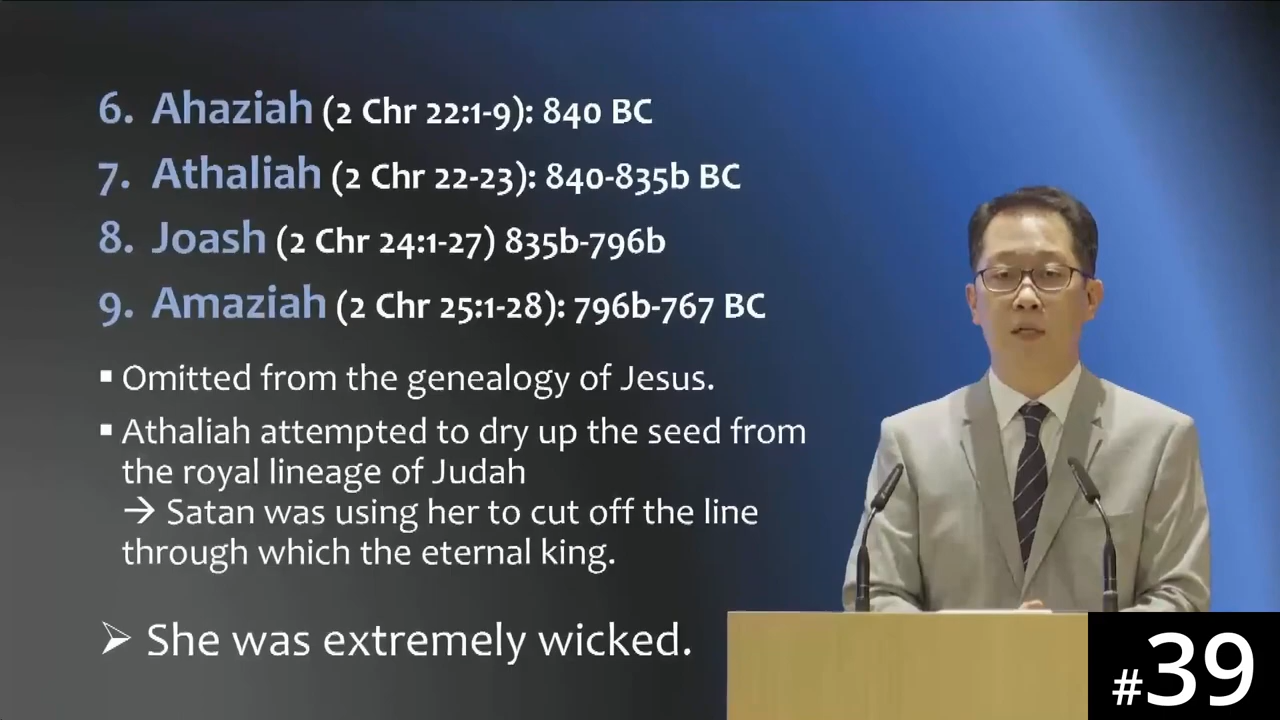 6. Ahaziah (2 Chr 22:1-9): 840 BC
7. Athaliah (2 Chr 22-23): 840-835b BC
8. Joash (2 Chr 24:1-27) 835b-796b
9. Amaziah (2 Chr 25:1-28): 796b-767 BC
▪ Omitted from the genealogy of Jesus.
▪ Athaliah attempted to dry up the seed from
the royal lineage of Judah
→ Satan was using her to cut off the line
through which the eternal king.
➢ She was extremely wicked.
#39